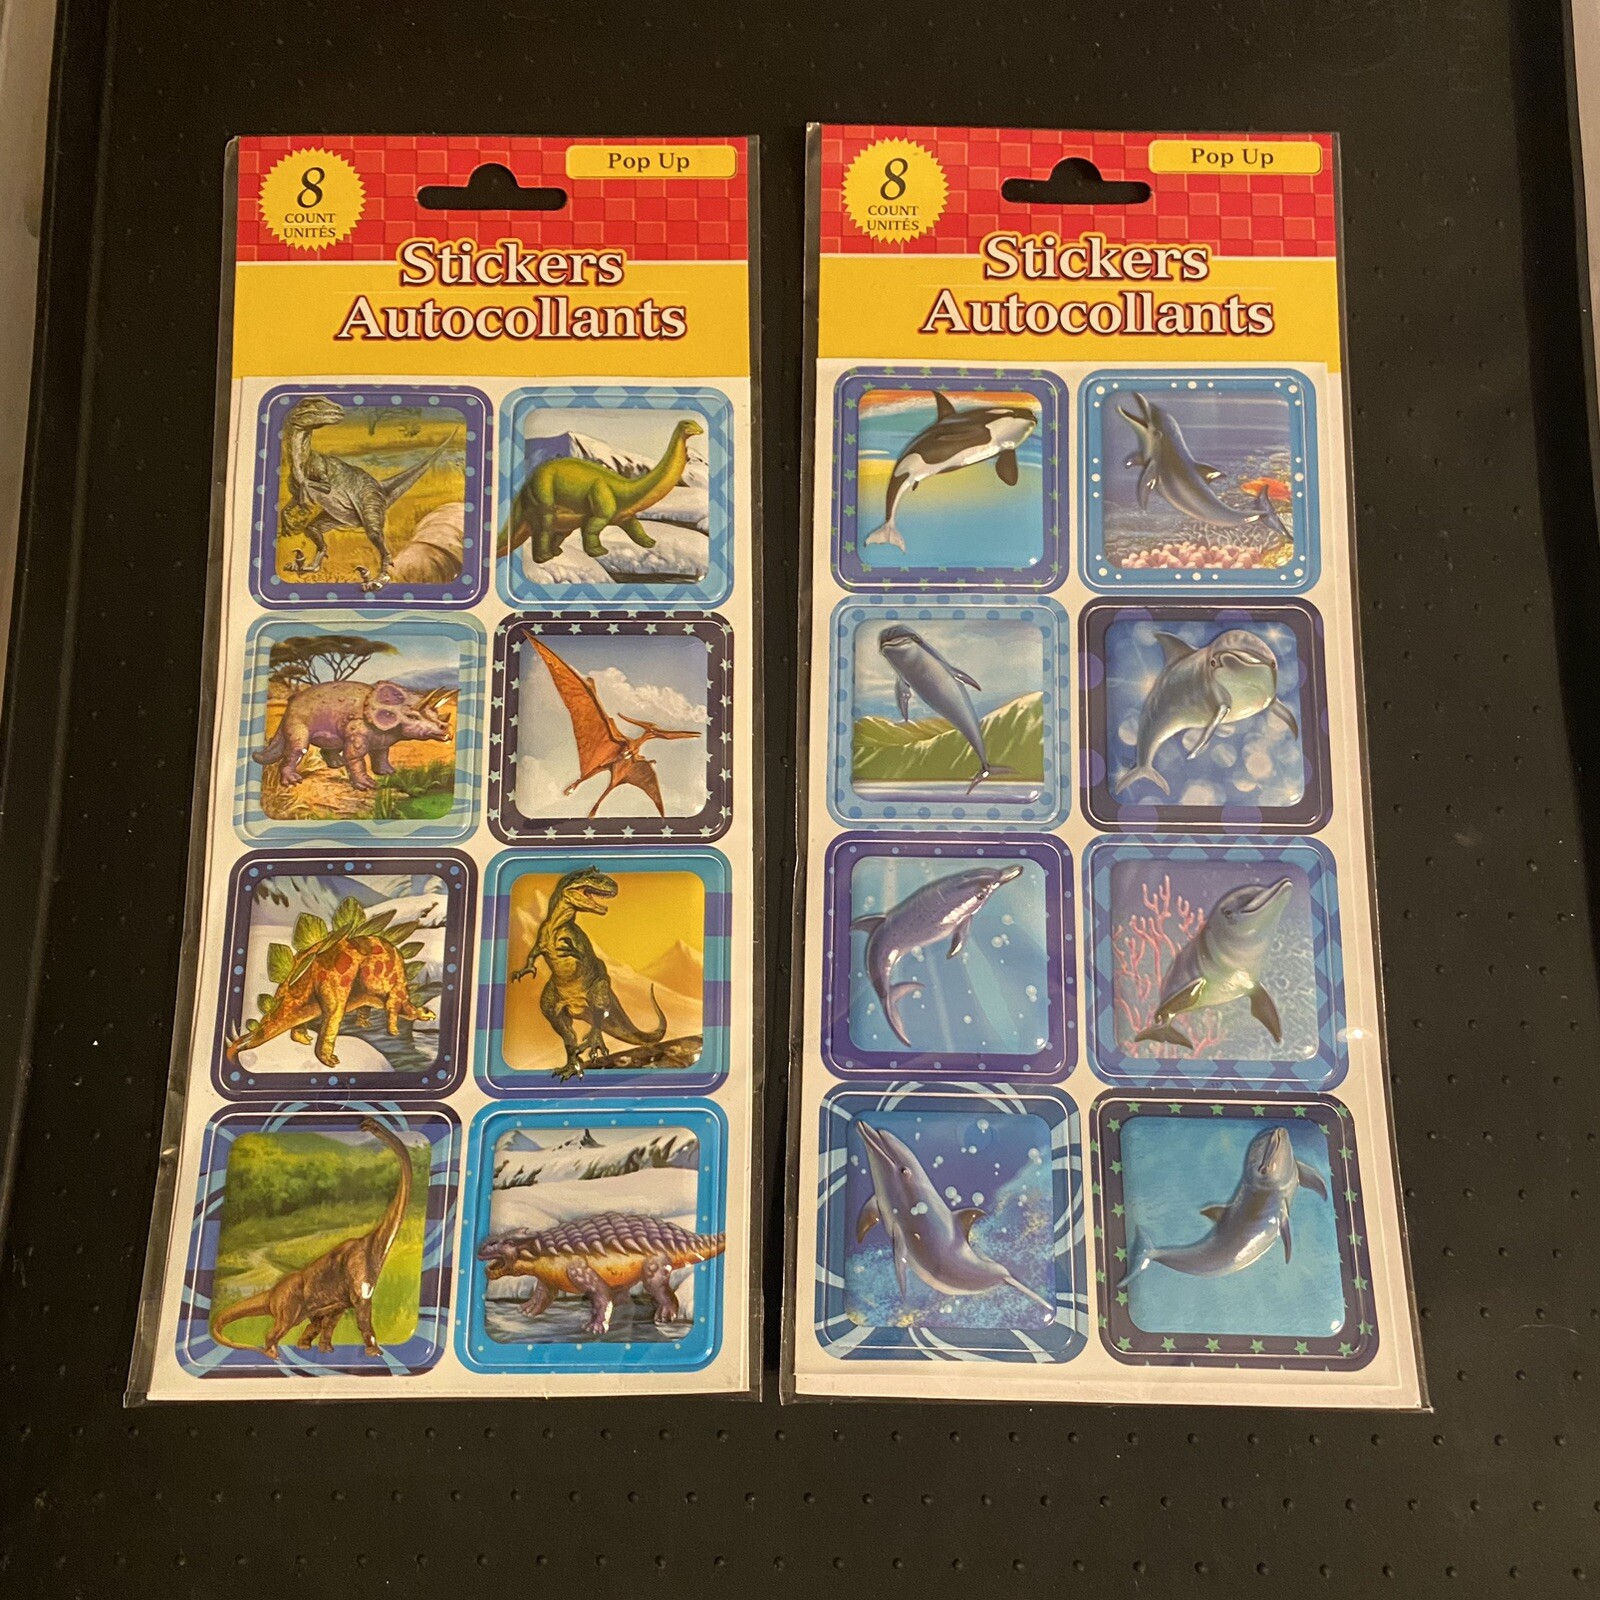 8
COUNT
UNITÉS
Pop Up
Stickers
Autocollants
8
COUNT
UNITÉS
Pop Up
Stickers
Autocollants